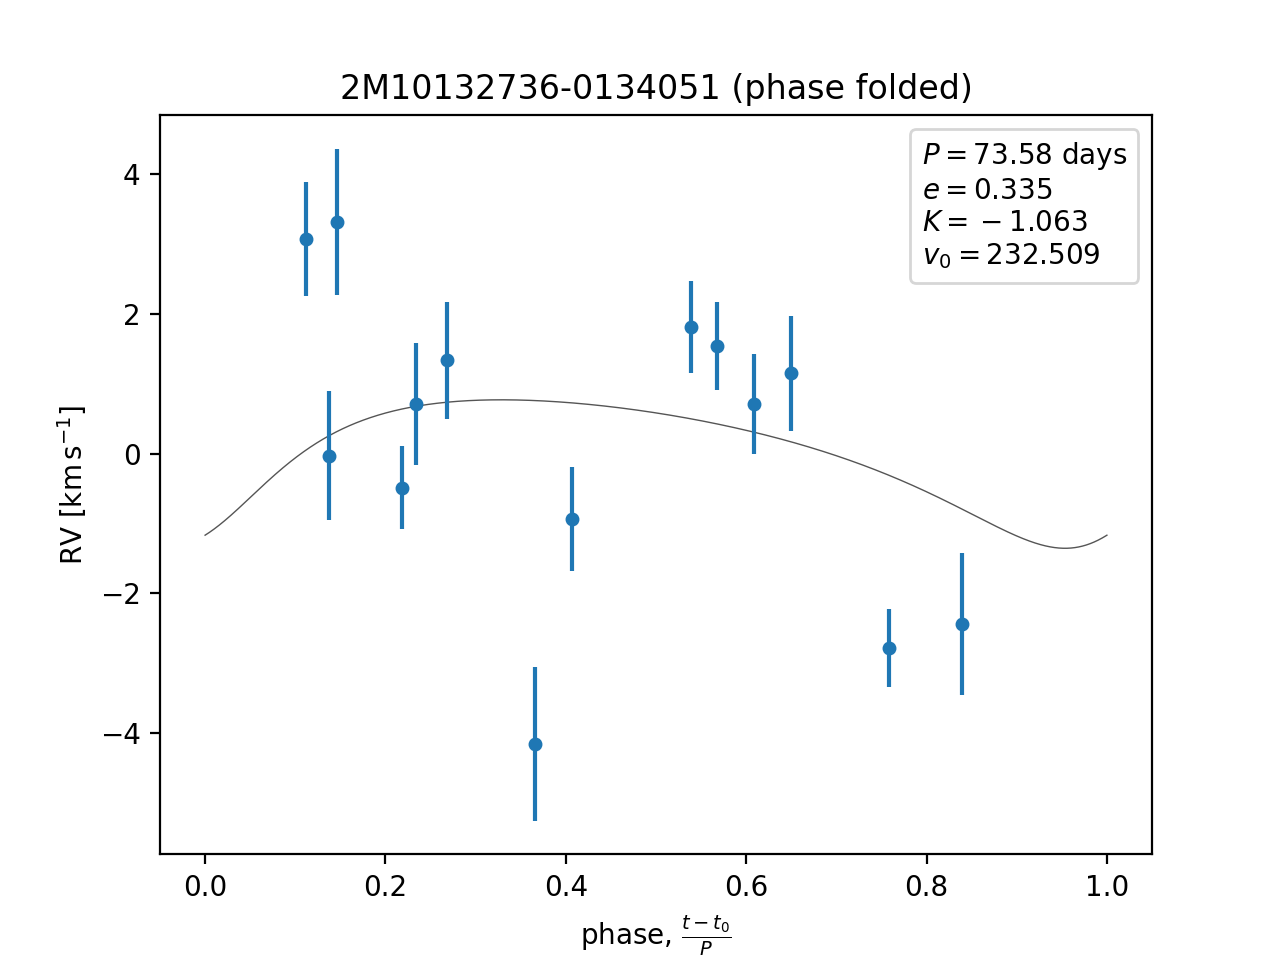 2M10132736-0134051 (phase folded)
P = 73.58 days
e = 0.335
K = −1.063
v₀ = 232.509
4
2
0
−2
−4
RV [km s⁻¹]
0.0 0.2 0.4 0.6 0.8 1.0
phase, (t − t₀)/P